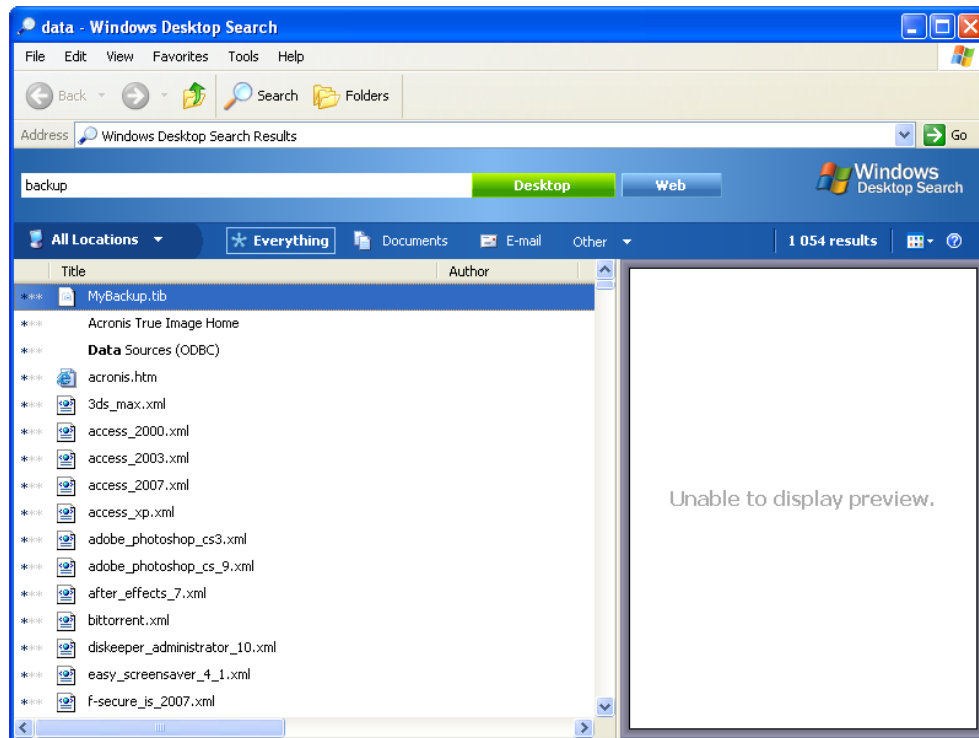 data - Windows Desktop Search
File Edit View Favorites Tools Help
Back Search Folders
Address Windows Desktop Search Results Go
backup Desktop Web Windows
Desktop Search
All Locations Everything Documents E-mail Other 1 054 results
Title Author
*** MyBackup.tib
*** Acronis True Image Home
*** Data Sources (ODBC)
*** acronis.htm
*** 3ds_max.xml
*** access_2000.xml
*** access_2003.xml
*** access_2007.xml
*** access_xp.xml
*** adobe_photoshop_cs3.xml
*** adobe_photoshop_cs_9.xml
*** after_effects_7.xml
*** bittorrent.xml
*** diskeeper_administrator_10.xml
*** easy_screensaver_4_1.xml
*** f-secure_is_2007.xml
Unable to display preview.